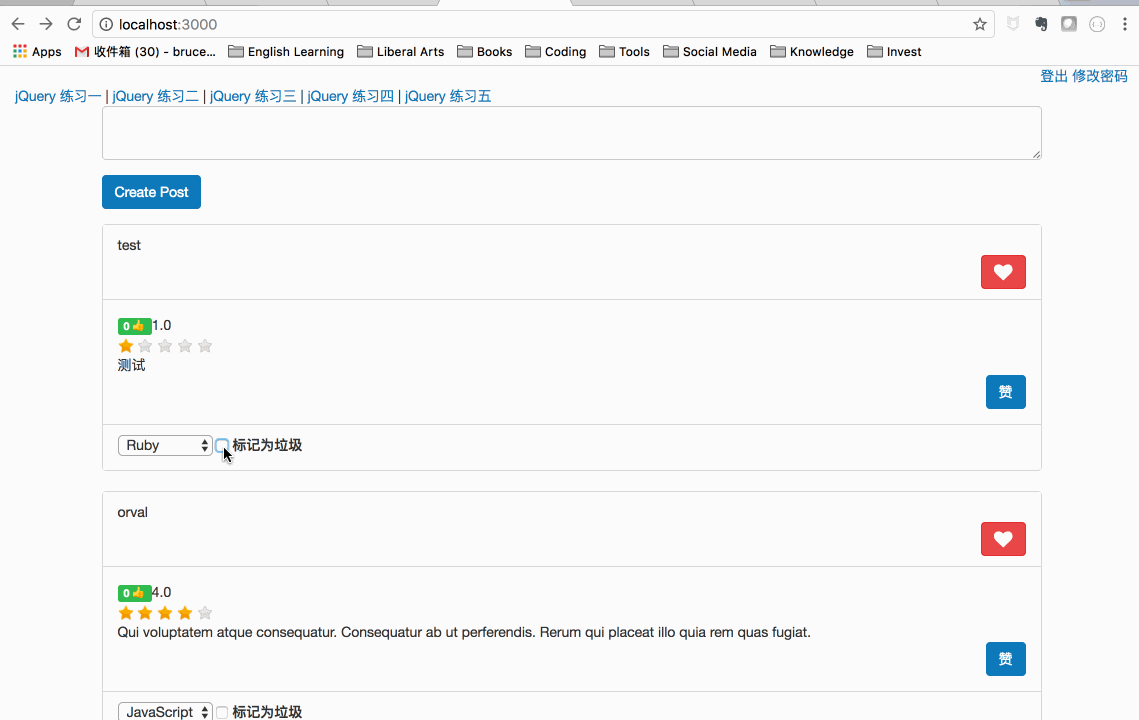 localhost:3000
Apps 收件箱 (30) - bruce... English Learning Liberal Arts Books Coding Tools Social Media Knowledge Invest
登出 修改密码
jQuery 练习一 | jQuery 练习二 | jQuery 练习三 | jQuery 练习四 | jQuery 练习五
Create Post
test
0 👍 1.0
测试
赞
Ruby 标记为垃圾
orval
0 👍 4.0
Qui voluptatem atque consequatur. Consequatur ab ut perferendis. Rerum qui placeat illo quia rem quas fugiat.
赞
JavaScript 标记为垃圾